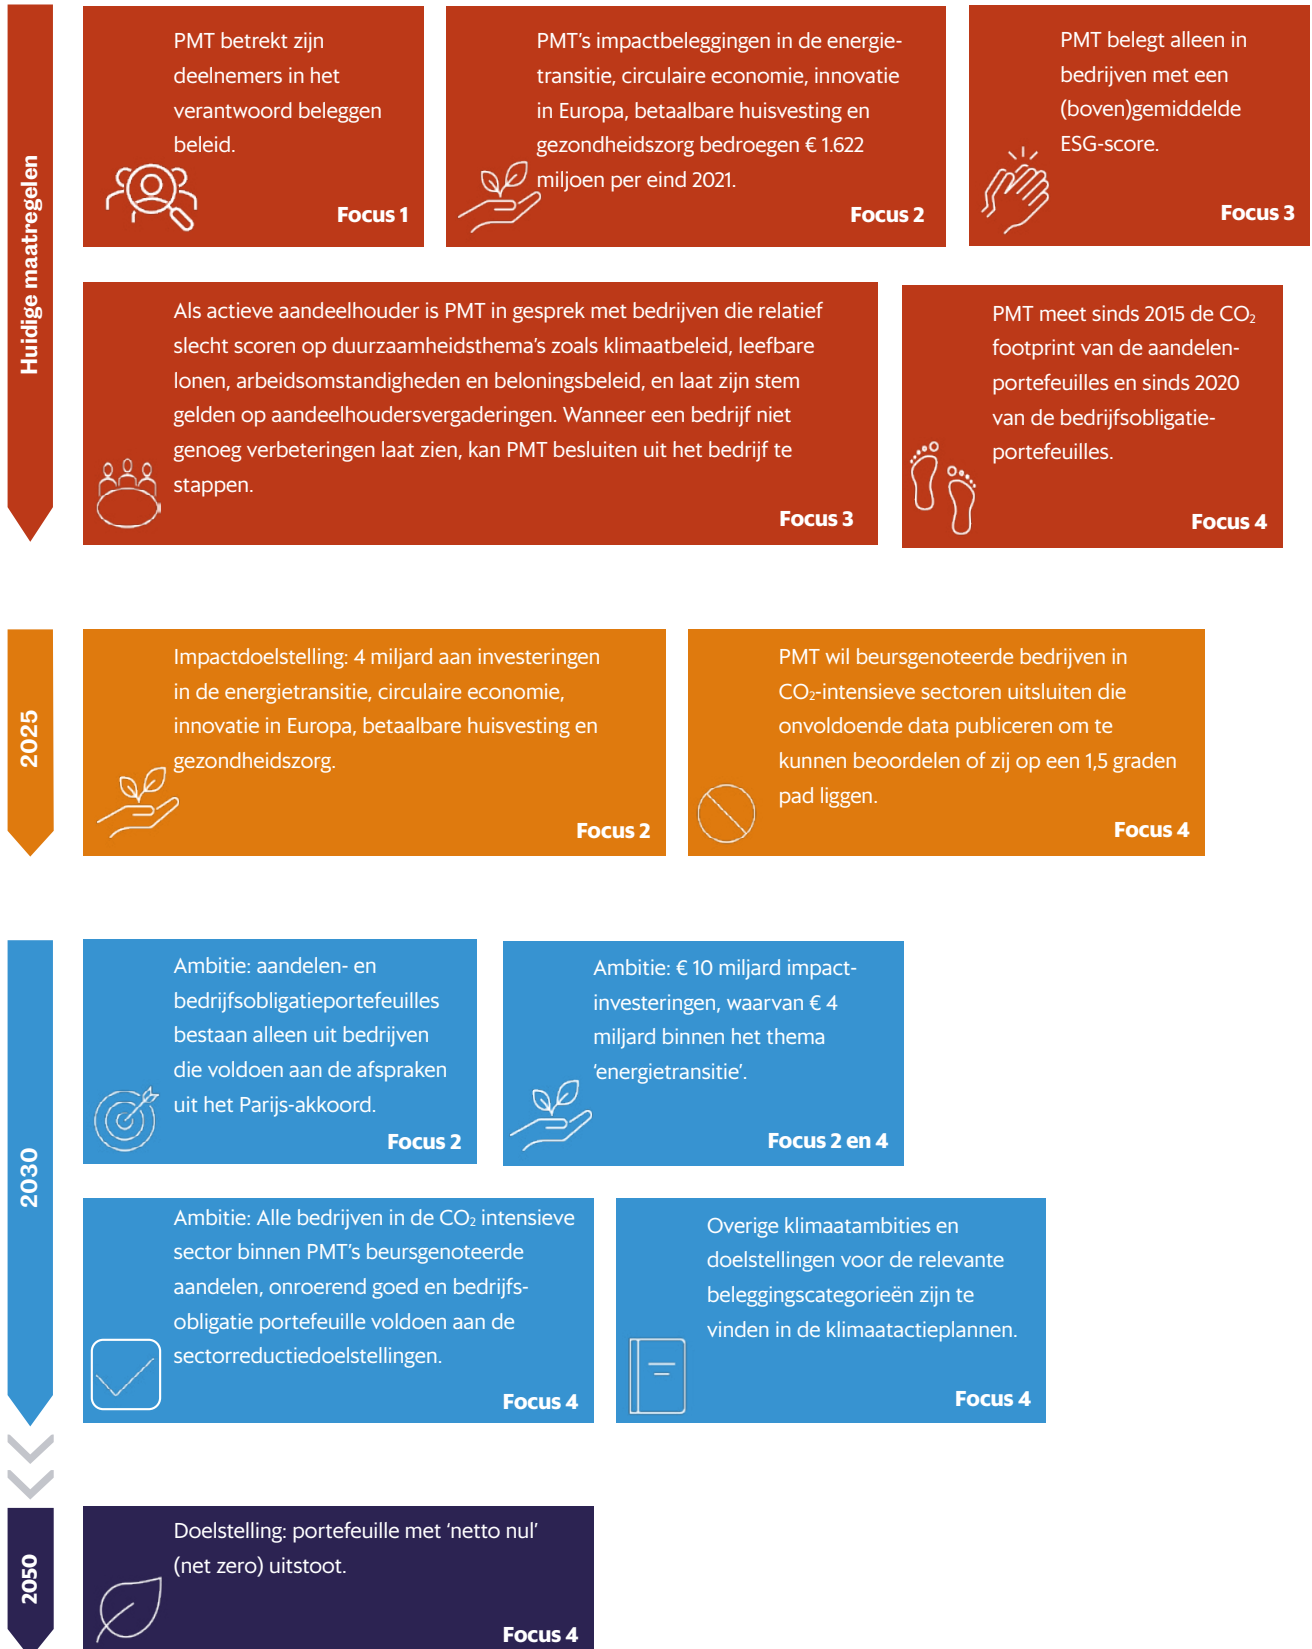 Huidige maatregelen
PMT betrekt zijn
deelnemers in het
verantwoord beleggen
beleid.
Focus 1
PMT's impactbeleggingen in de energie-
transitie, circulaire economie, innovatie
in Europa, betaalbare huisvesting en
gezondheidszorg bedroegen € 1.622
miljoen per eind 2021.
Focus 2
PMT belegt alleen in
bedrijven met een
(boven)gemiddelde
ESG-score.
Focus 3
Als actieve aandeelhouder is PMT in gesprek met bedrijven die relatief
slecht scoren op duurzaamheidsthema's zoals klimaatbeleid, leefbare
lonen, arbeidsomstandigheden en beloningsbeleid, en laat zijn stem
gelden op aandeelhoudersvergaderingen. Wanneer een bedrijf niet
genoeg verbeteringen laat zien, kan PMT besluiten uit het bedrijf te
stappen.
Focus 3
PMT meet sinds 2015 de CO₂
footprint van de aandelen-
portefeuilles en sinds 2020
van de bedrijfsobligatie-
portefeuilles.
Focus 4
2025
Impactdoelstelling: 4 miljard aan investeringen
in de energietransitie, circulaire economie,
innovatie in Europa, betaalbare huisvesting en
gezondheidszorg.
Focus 2
PMT wil beursgenoteerde bedrijven in
CO₂-intensieve sectoren uitsluiten die
onvoldoende data publiceren om te
kunnen beoordelen of zij op een 1,5 graden
pad liggen.
Focus 4
2030
Ambitie: aandelen- en
bedrijfsobligatieportefeuilles
bestaan alleen uit bedrijven
die voldoen aan de afspraken
uit het Parijs-akkoord.
Focus 2
Ambitie: € 10 miljard impact-
investeringen, waarvan € 4
miljard binnen het thema
'energietransitie'.
Focus 2 en 4
Ambitie: Alle bedrijven in de CO₂ intensieve
sector binnen PMT's beursgenoteerde
aandelen, onroerend goed en bedrijfs-
obligatie portefeuille voldoen aan de
sectorreductiedoelstellingen.
Focus 4
Overige klimaatambities en
doelstellingen voor de relevante
beleggingscategorieën zijn te
vinden in de klimaatactieplannen.
Focus 4
2050
Doelstelling: portefeuille met 'netto nul'
(net zero) uitstoot.
Focus 4